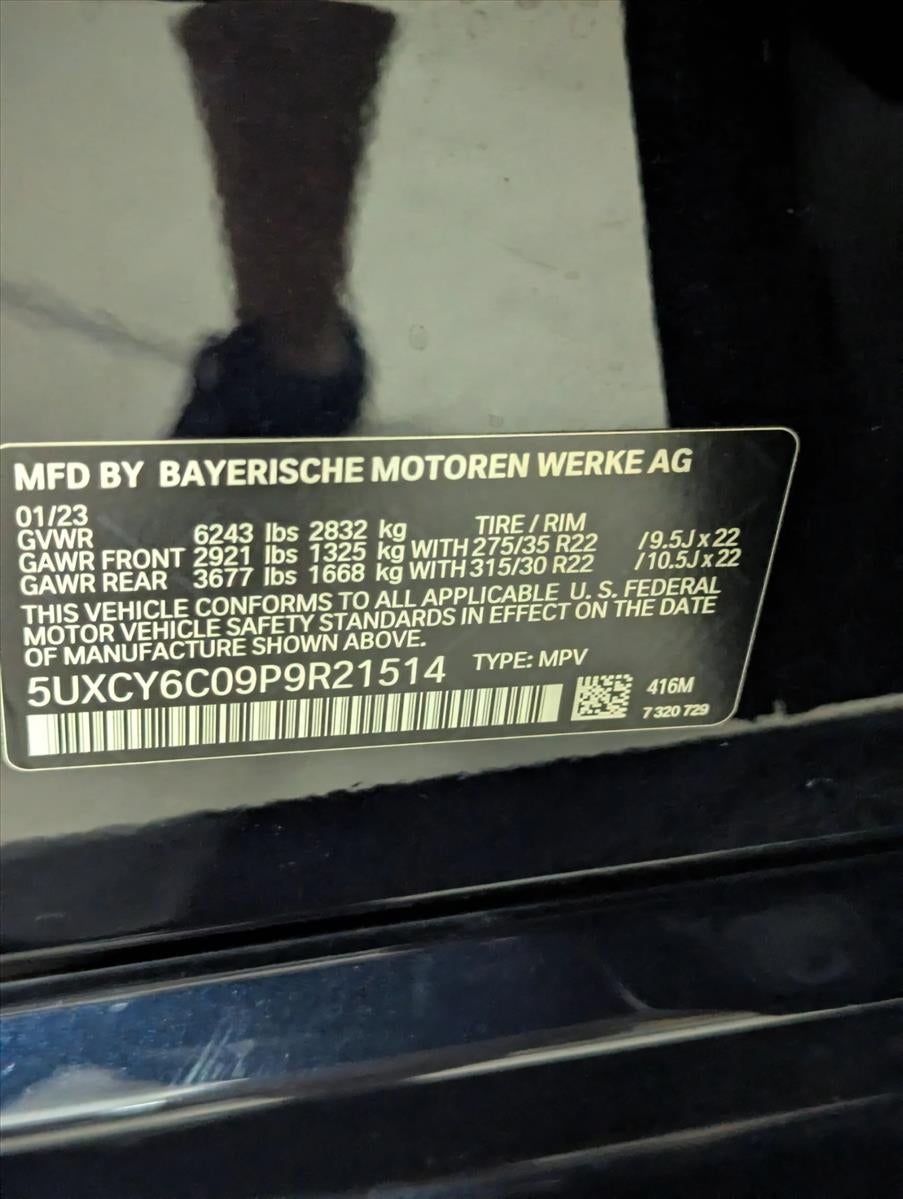 MFD BY BAYERISCHE MOTOREN WERKE AG
01/23 TIRE / RIM
GVWR 6243 lbs 2832 kg
GAWR FRONT 2921 lbs 1325 kg WITH 275/35 R22 /9.5J x 22
GAWR REAR 3677 lbs 1668 kg WITH 315/30 R22 /10.5J x 22
THIS VEHICLE CONFORMS TO ALL APPLICABLE U. S. FEDERAL
MOTOR VEHICLE SAFETY STANDARDS IN EFFECT ON THE DATE
OF MANUFACTURE SHOWN ABOVE.
5UXCY6C09P9R21514 TYPE: MPV
416M
7 320 729